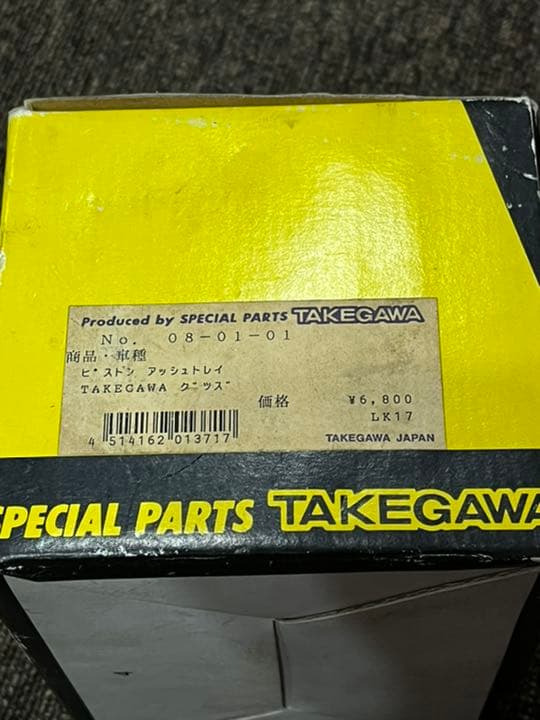 Produced by SPECIAL PARTS TAKEGAWA
No. 08-01-01
商品・車種
ピストン アッシュトレイ
TAKEGAWA グッズ
価格 ¥6,800
LK17
4 514162 013717
TAKEGAWA JAPAN
SPECIAL PARTS TAKEGAWA